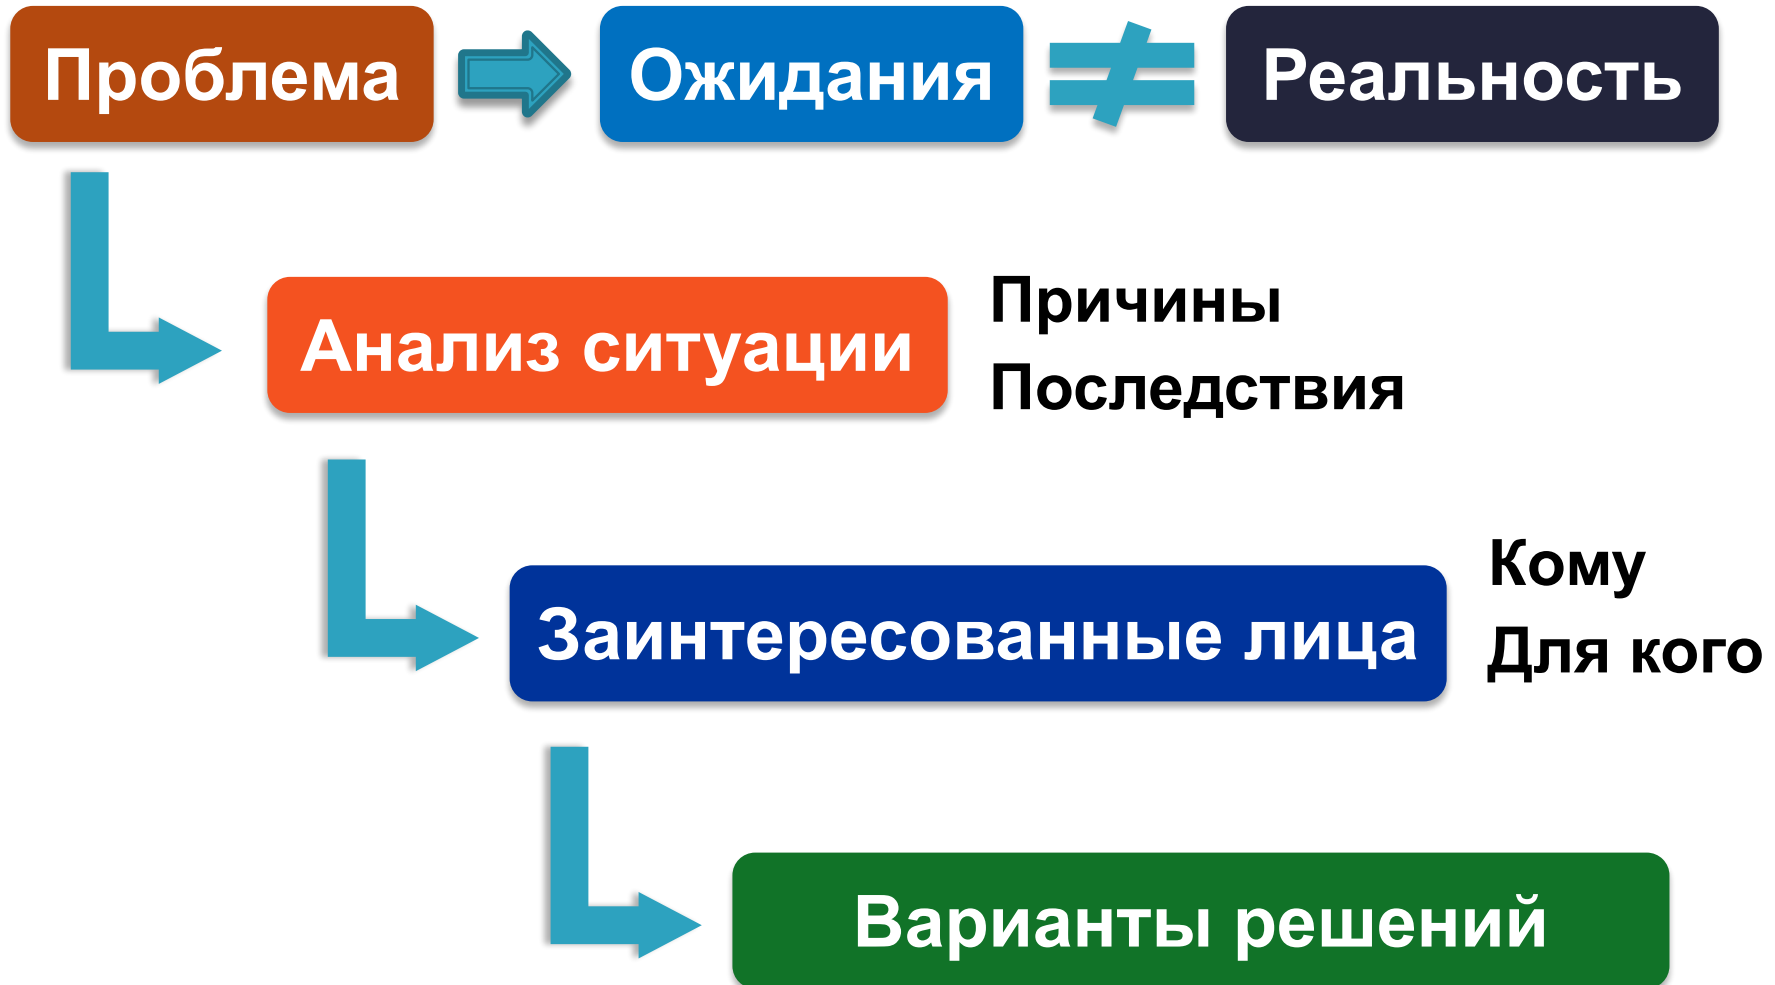 Проблема
Ожидания
Реальность
Анализ ситуации
Причины
Последствия
Заинтересованные лица
Кому
Для кого
Варианты решений